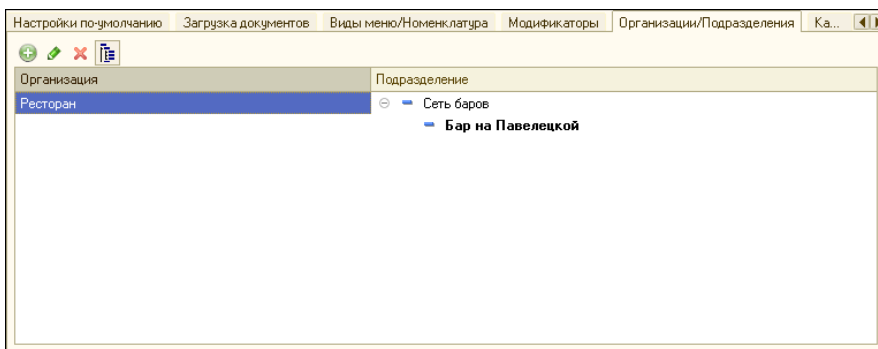 Настройки по-умолчанию Загрузка документов Виды меню/Номенклатура Модификаторы Организации/Подразделения Ка...
Организация Подразделение
Ресторан Сеть баров
Бар на Павелецкой